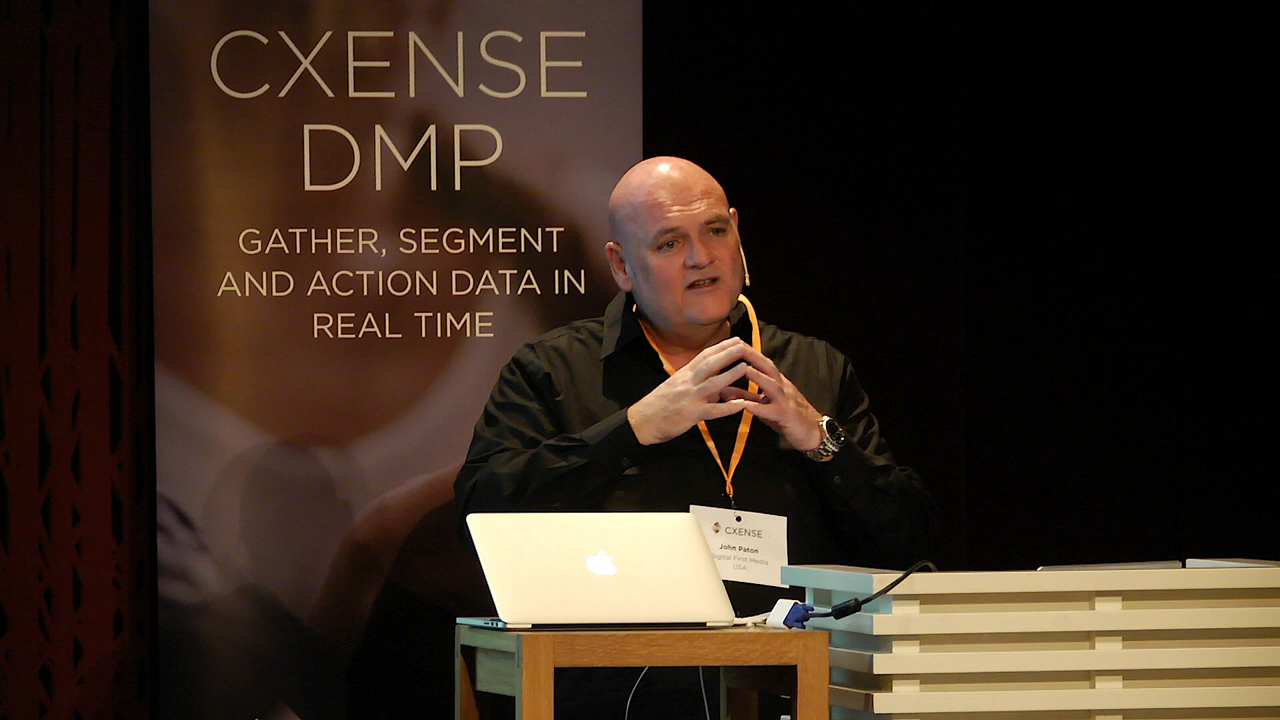 CXENSE
DMP
GATHER, SEGMENT
AND ACTION DATA IN
REAL TIME
CXENSE
John Paton
Digital First Media
USA